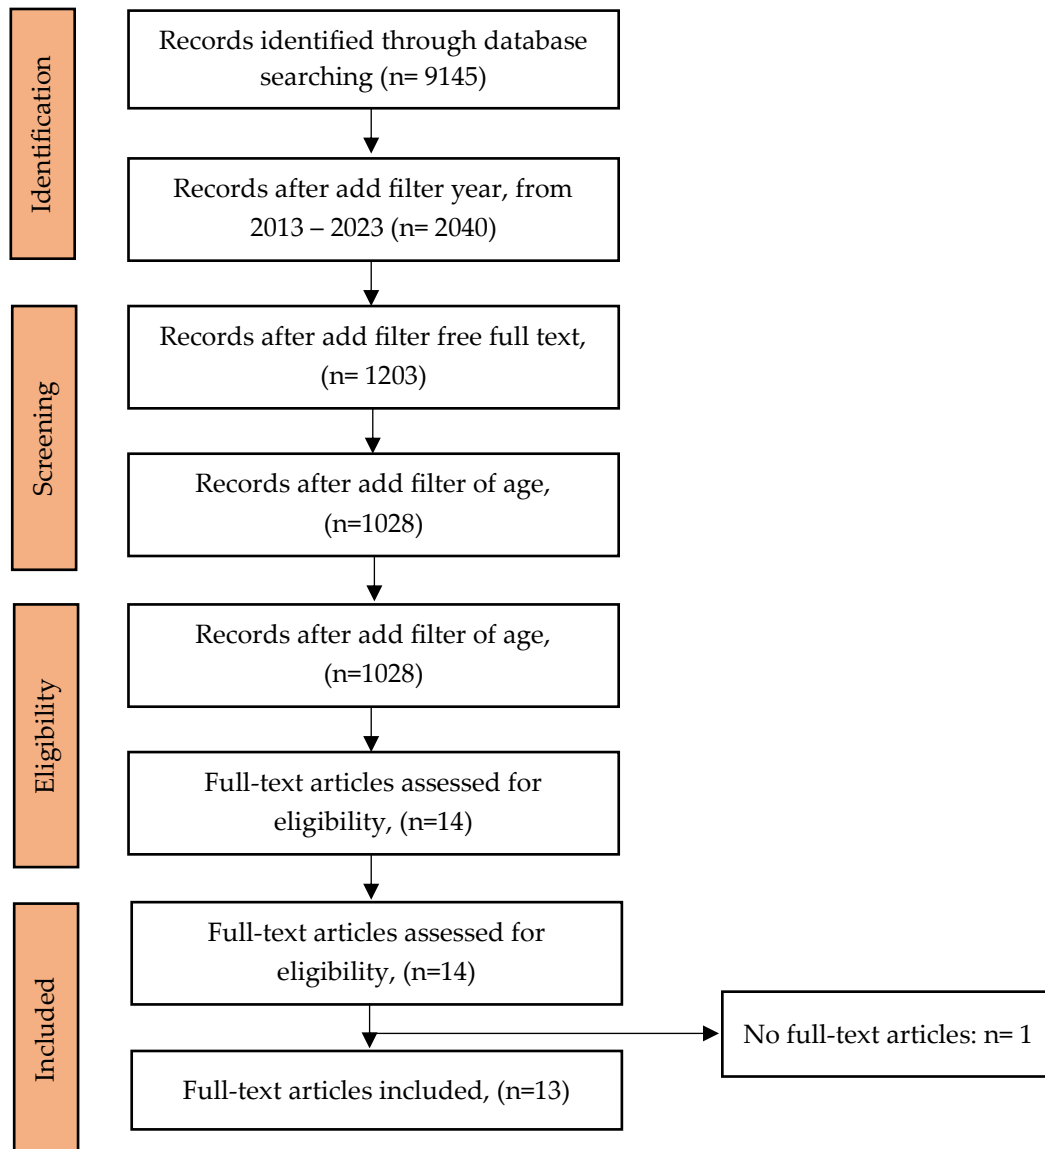 Identification
Records identified through database
searching (n= 9145)
Records after add filter year, from
2013 – 2023 (n= 2040)
Screening
Records after add filter free full text,
(n= 1203)
Records after add filter of age,
(n=1028)
Eligibility
Records after add filter of age,
(n=1028)
Full-text articles assessed for
eligibility, (n=14)
Included
Full-text articles assessed for
eligibility, (n=14)
No full-text articles: n= 1
Full-text articles included, (n=13)